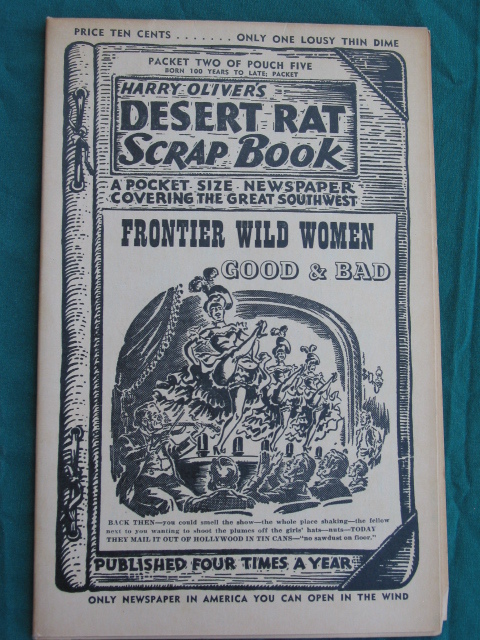 PRICE TEN CENTS . . . . . . . ONLY ONE LOUSY THIN DIME
PACKET TWO OF POUCH FIVE
BORN 100 YEARS TO LATE; PACKET
HARRY OLIVER'S
DESERT RAT
SCRAP BOOK
A POCKET SIZE NEWSPAPER
COVERING THE GREAT SOUTHWEST
FRONTIER WILD WOMEN
GOOD & BAD
BACK THEN—you could smell the show—the whole place shaking—the fellow
next to you wanting to shoot the plumes off the girls' hats—nuts—TODAY
THEY MAIL IT OUT OF HOLLYWOOD IN TIN CANS—"no sawdust on floor."
PUBLISHED FOUR TIMES A YEAR
ONLY NEWSPAPER IN AMERICA YOU CAN OPEN IN THE WIND